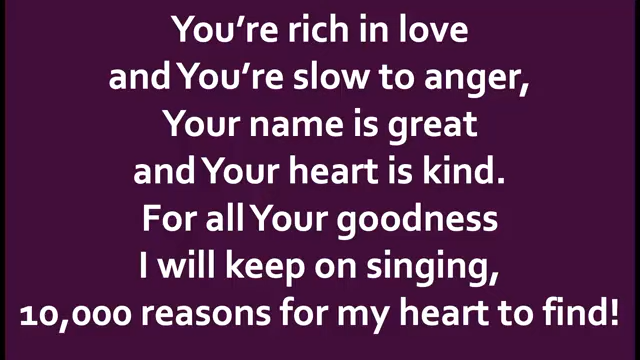 You're rich in love
and You're slow to anger,
Your name is great
and Your heart is kind.
For all Your goodness
I will keep on singing,
10,000 reasons for my heart to find!